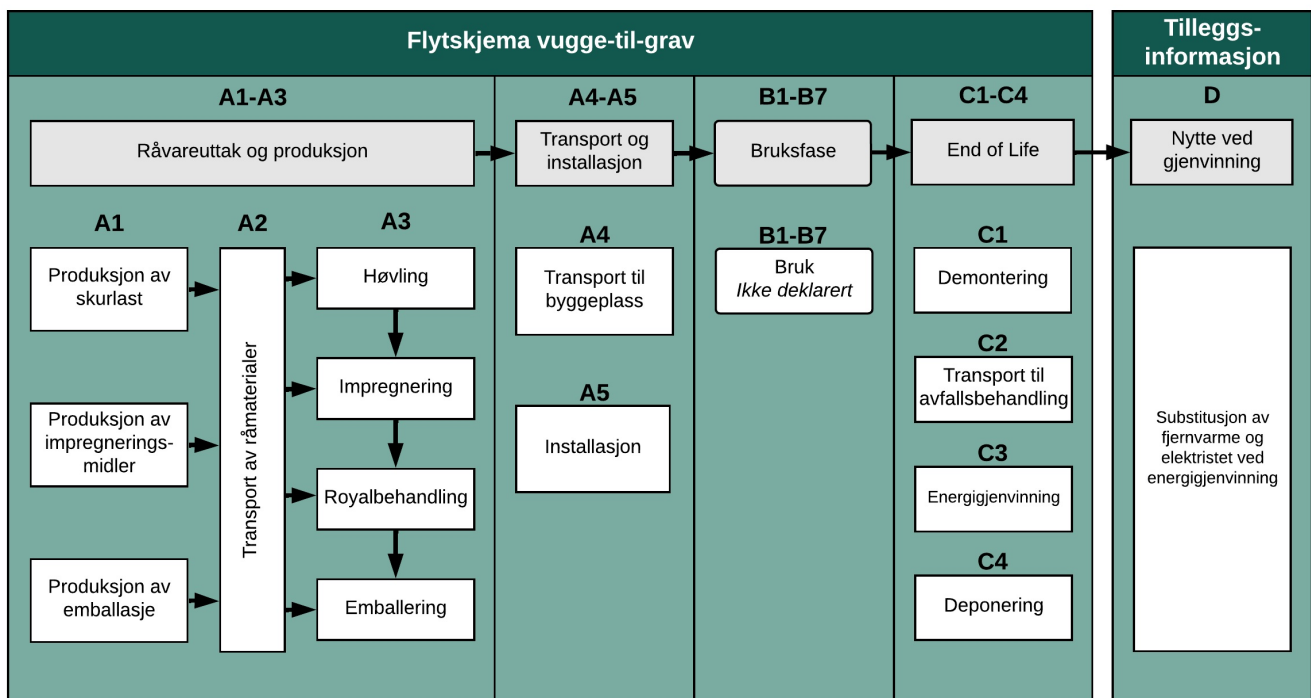 Flytskjema vugge-til-grav
Tilleggs-
informasjon
A1-A3
A4-A5
B1-B7
C1-C4
D
Råvareuttak og produksjon
Transport og
installasjon
Bruksfase
End of Life
Nytte ved
gjenvinning
A1
A2
A3
A4
B1-B7
C1
Produksjon av
skurlast
Produksjon av
impregnerings-
midler
Produksjon av
emballasje
Transport av råmaterialer
Høvling
Impregnering
Royalbehandling
Emballering
Transport til
byggeplass
A5
Installasjon
Bruk
Ikke deklarert
Demontering
C2
Transport til
avfallsbehandling
C3
Energigjenvinning
C4
Deponering
Substitusjon av
fjernvarme og
elektristet ved
energigjenvinning